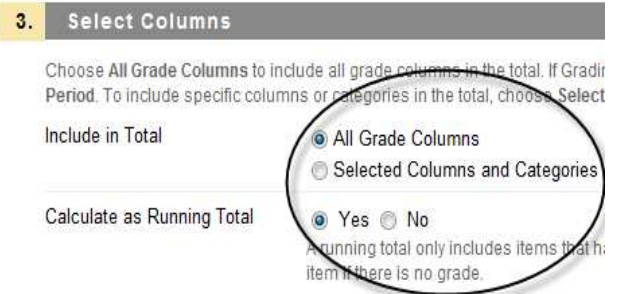 3. Select Columns
Choose All Grade Columns to include all grade columns in the total. If Gradin
Period. To include specific columns or categories in the total, choose Select
Include in Total
All Grade Columns
Selected Columns and Categories
Calculate as Running Total
Yes No
A running total only includes items that ha
item if there is no grade.